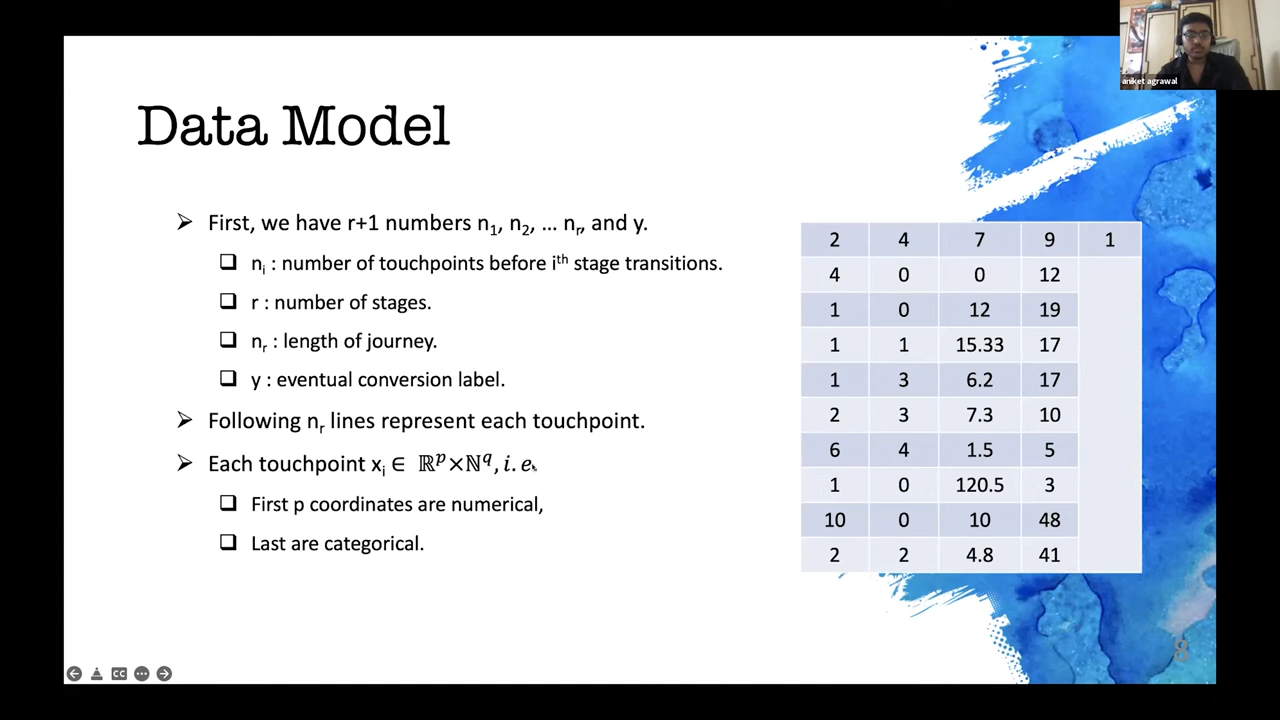 aniket agrawal
Data Model
➢ First, we have r+1 numbers n₁, n₂, … nᵣ, and y.
❑ nᵢ : number of touchpoints before iᵗʰ stage transitions.
❑ r : number of stages.
❑ nᵣ : length of journey.
❑ y : eventual conversion label.
➢ Following nᵣ lines represent each touchpoint.
➢ Each touchpoint xᵢ ∈ ℝᵖ×ℕ^q, i. e.
❑ First p coordinates are numerical,
❑ Last are categorical.
2 4 7 9 1
4 0 0 12
1 0 12 19
1 1 15.33 17
1 3 6.2 17
2 3 7.3 10
6 4 1.5 5
1 0 120.5 3
10 0 10 48
2 2 4.8 41
8
CC